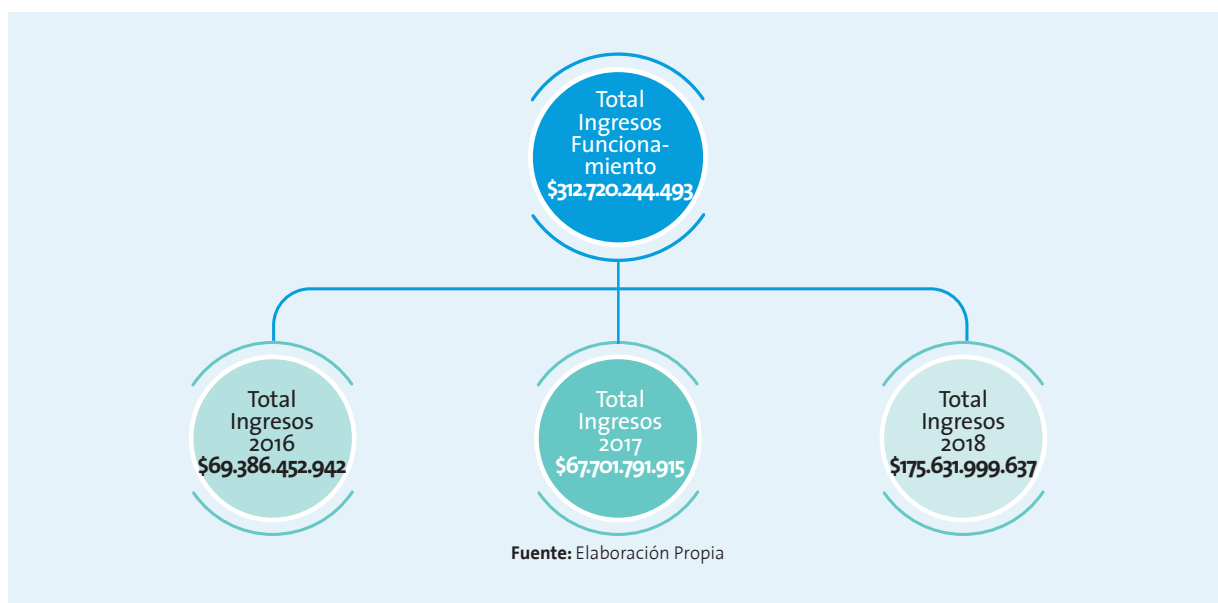 Total
Ingresos
Funciona-
miento
$312.720.244.493
Total
Ingresos
2016
$69.386.452.942
Total
Ingresos
2017
$67.701.791.915
Total
Ingresos
2018
$175.631.999.637
Fuente: Elaboración Propia